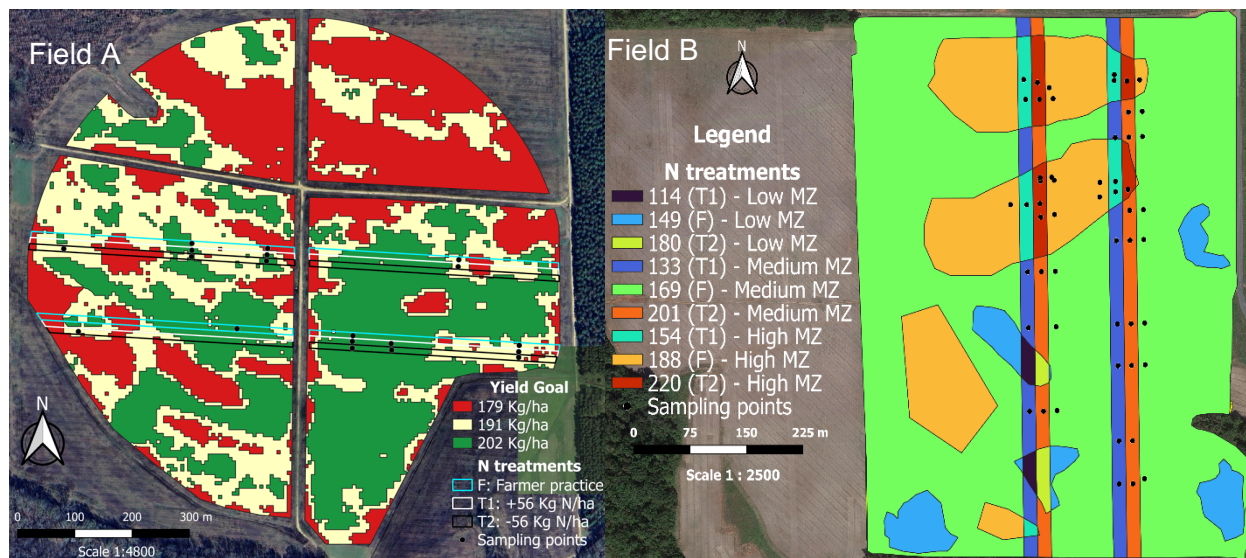 Field A
N
0 100 200 300 m
Scale 1:4800
Yield Goal
179 Kg/ha
191 Kg/ha
202 Kg/ha
N treatments
F: Farmer practice
T1: +56 Kg N/ha
T2: -56 Kg N/ha
Sampling points
Field B
N
Legend
N treatments
114 (T1) - Low MZ
149 (F) - Low MZ
180 (T2) - Low MZ
133 (T1) - Medium MZ
169 (F) - Medium MZ
201 (T2) - Medium MZ
154 (T1) - High MZ
188 (F) - High MZ
220 (T2) - High MZ
Sampling points
0 75 150 225 m
Scale 1 : 2500